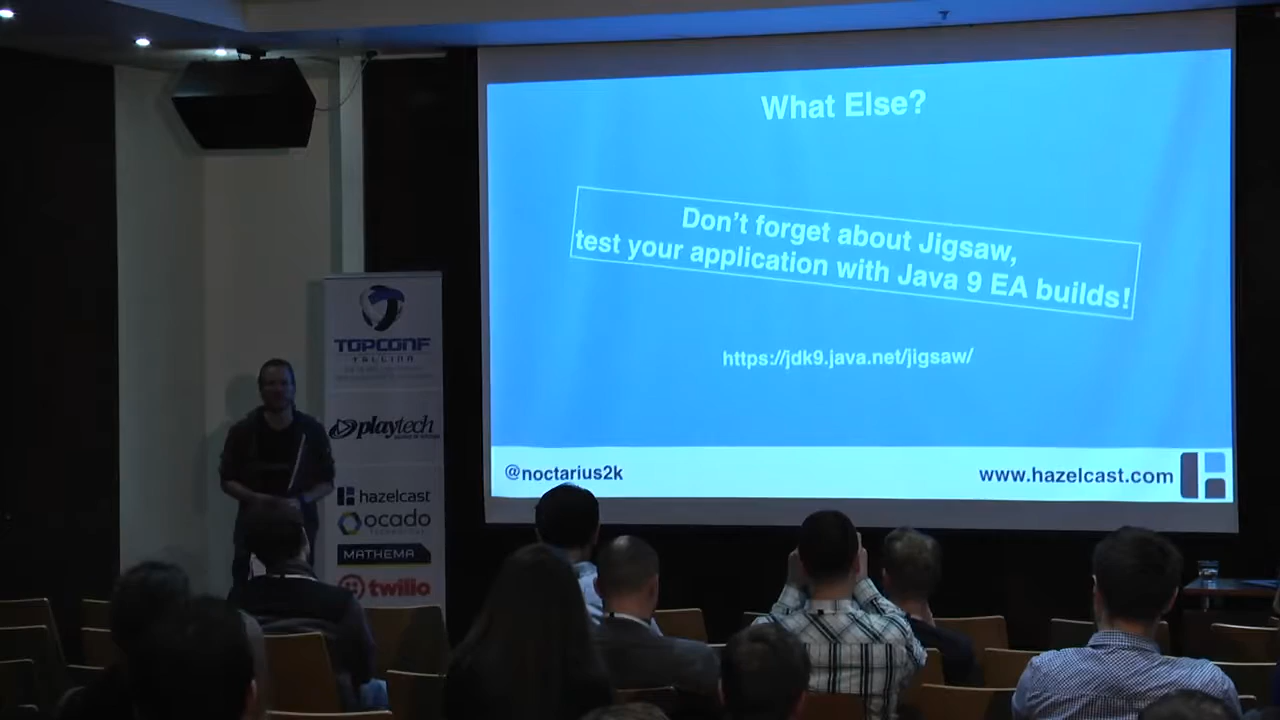 What Else?
Don't forget about Jigsaw,
test your application with Java 9 EA builds!
https://jdk9.java.net/jigsaw/
@noctarius2k
www.hazelcast.com
TOPCONF
TALLINN
playtech
hazelcast
ocado
TECHNOLOGY
MATHEMA
twilio